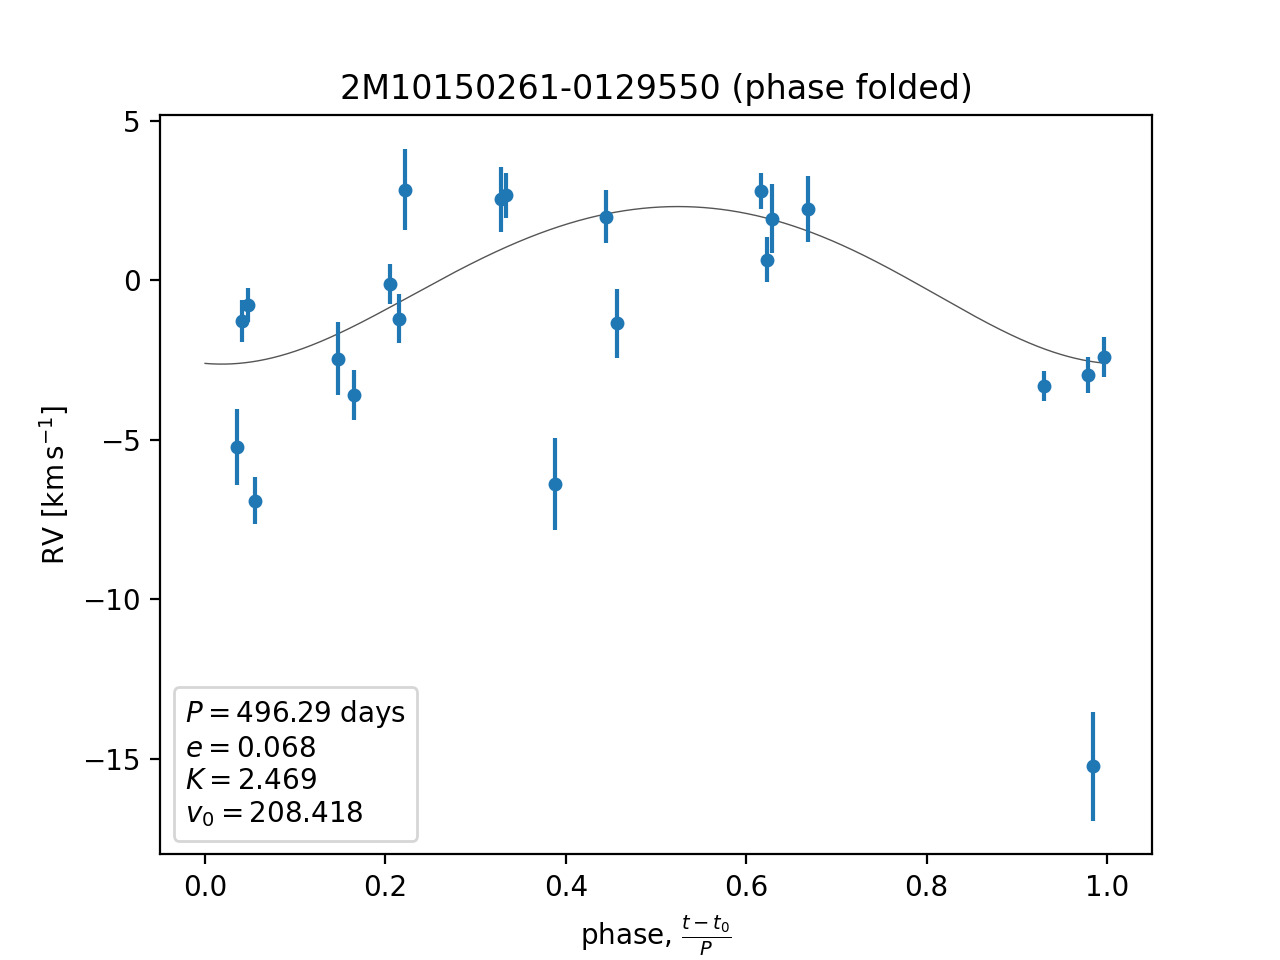 2M10150261-0129550 (phase folded)
5
0
−5
−10
−15
RV [km s⁻¹]
P = 496.29 days
e = 0.068
K = 2.469
v₀ = 208.418
0.0 0.2 0.4 0.6 0.8 1.0
phase, (t − t₀)/P